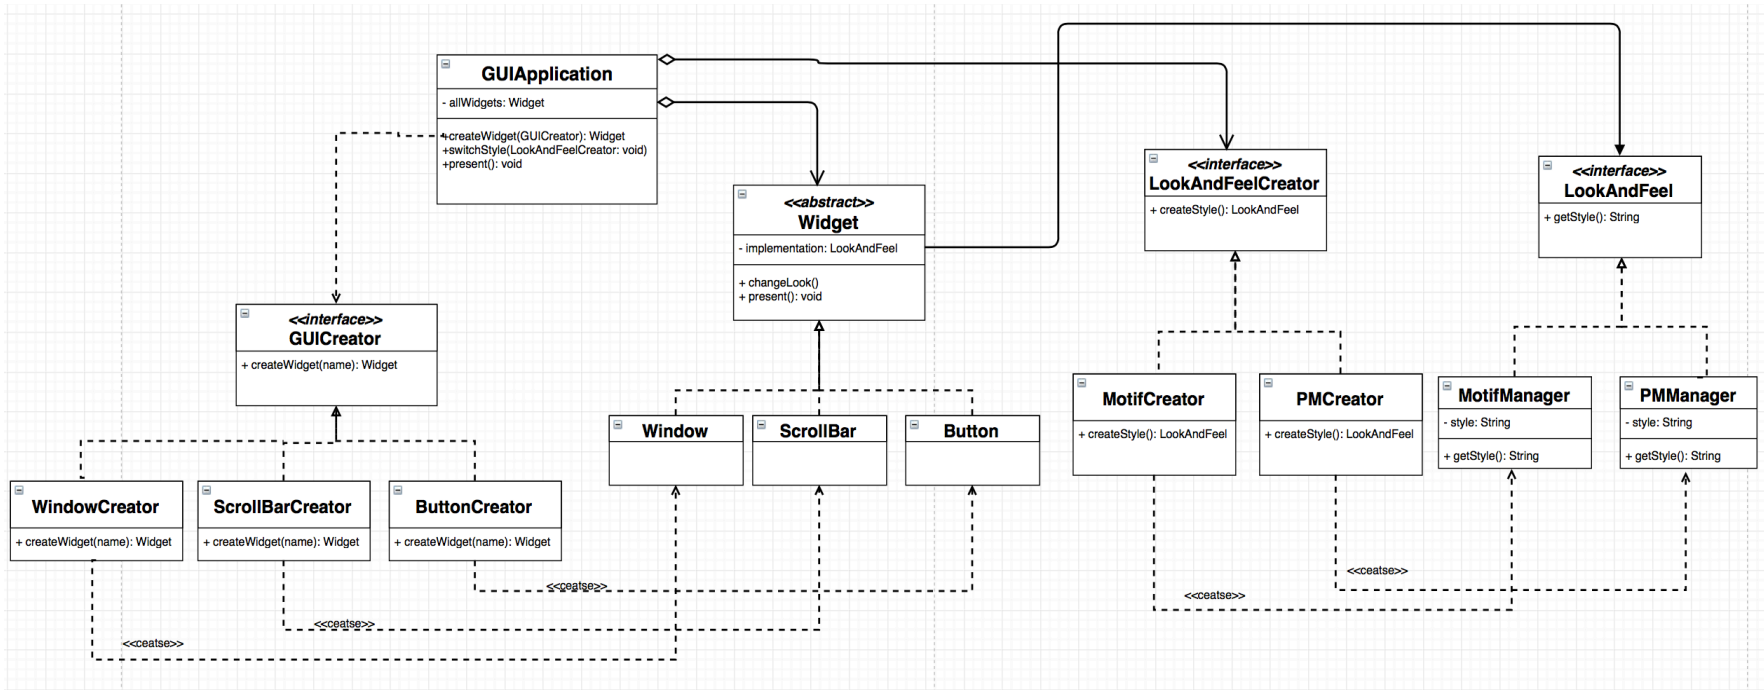 GUIApplication
- allWidgets: Widget
+createWidget(GUICreator): Widget
+switchStyle(LookAndFeelCreator: void)
+present(): void
<<abstract>>
Widget
- implementation: LookAndFeel
+ changeLook()
+ present(): void
<<interface>>
LookAndFeelCreator
+ createStyle(): LookAndFeel
<<interface>>
LookAndFeel
+ getStyle(): String
<<interface>>
GUICreator
+ createWidget(name): Widget
Window
ScrollBar
Button
MotifCreator
+ createStyle(): LookAndFeel
PMCreator
+ createStyle(): LookAndFeel
MotifManager
- style: String
+ getStyle(): String
PMManager
- style: String
+ getStyle(): String
WindowCreator
+ createWidget(name): Widget
ScrollBarCreator
+ createWidget(name): Widget
ButtonCreator
+ createWidget(name): Widget
<<ceatse>>
<<ceatse>>
<<ceatse>>
<<ceatse>>
<<ceatse>>